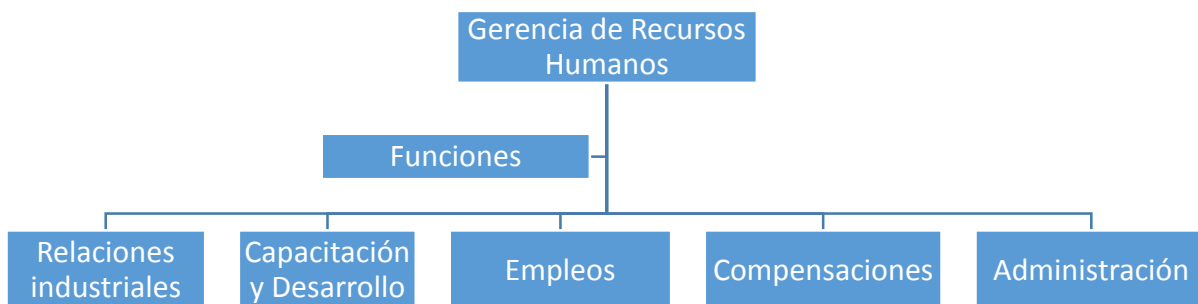 Gerencia de Recursos
Humanos
Funciones
Relaciones
industriales
Capacitación
y Desarrollo
Empleos
Compensaciones
Administración